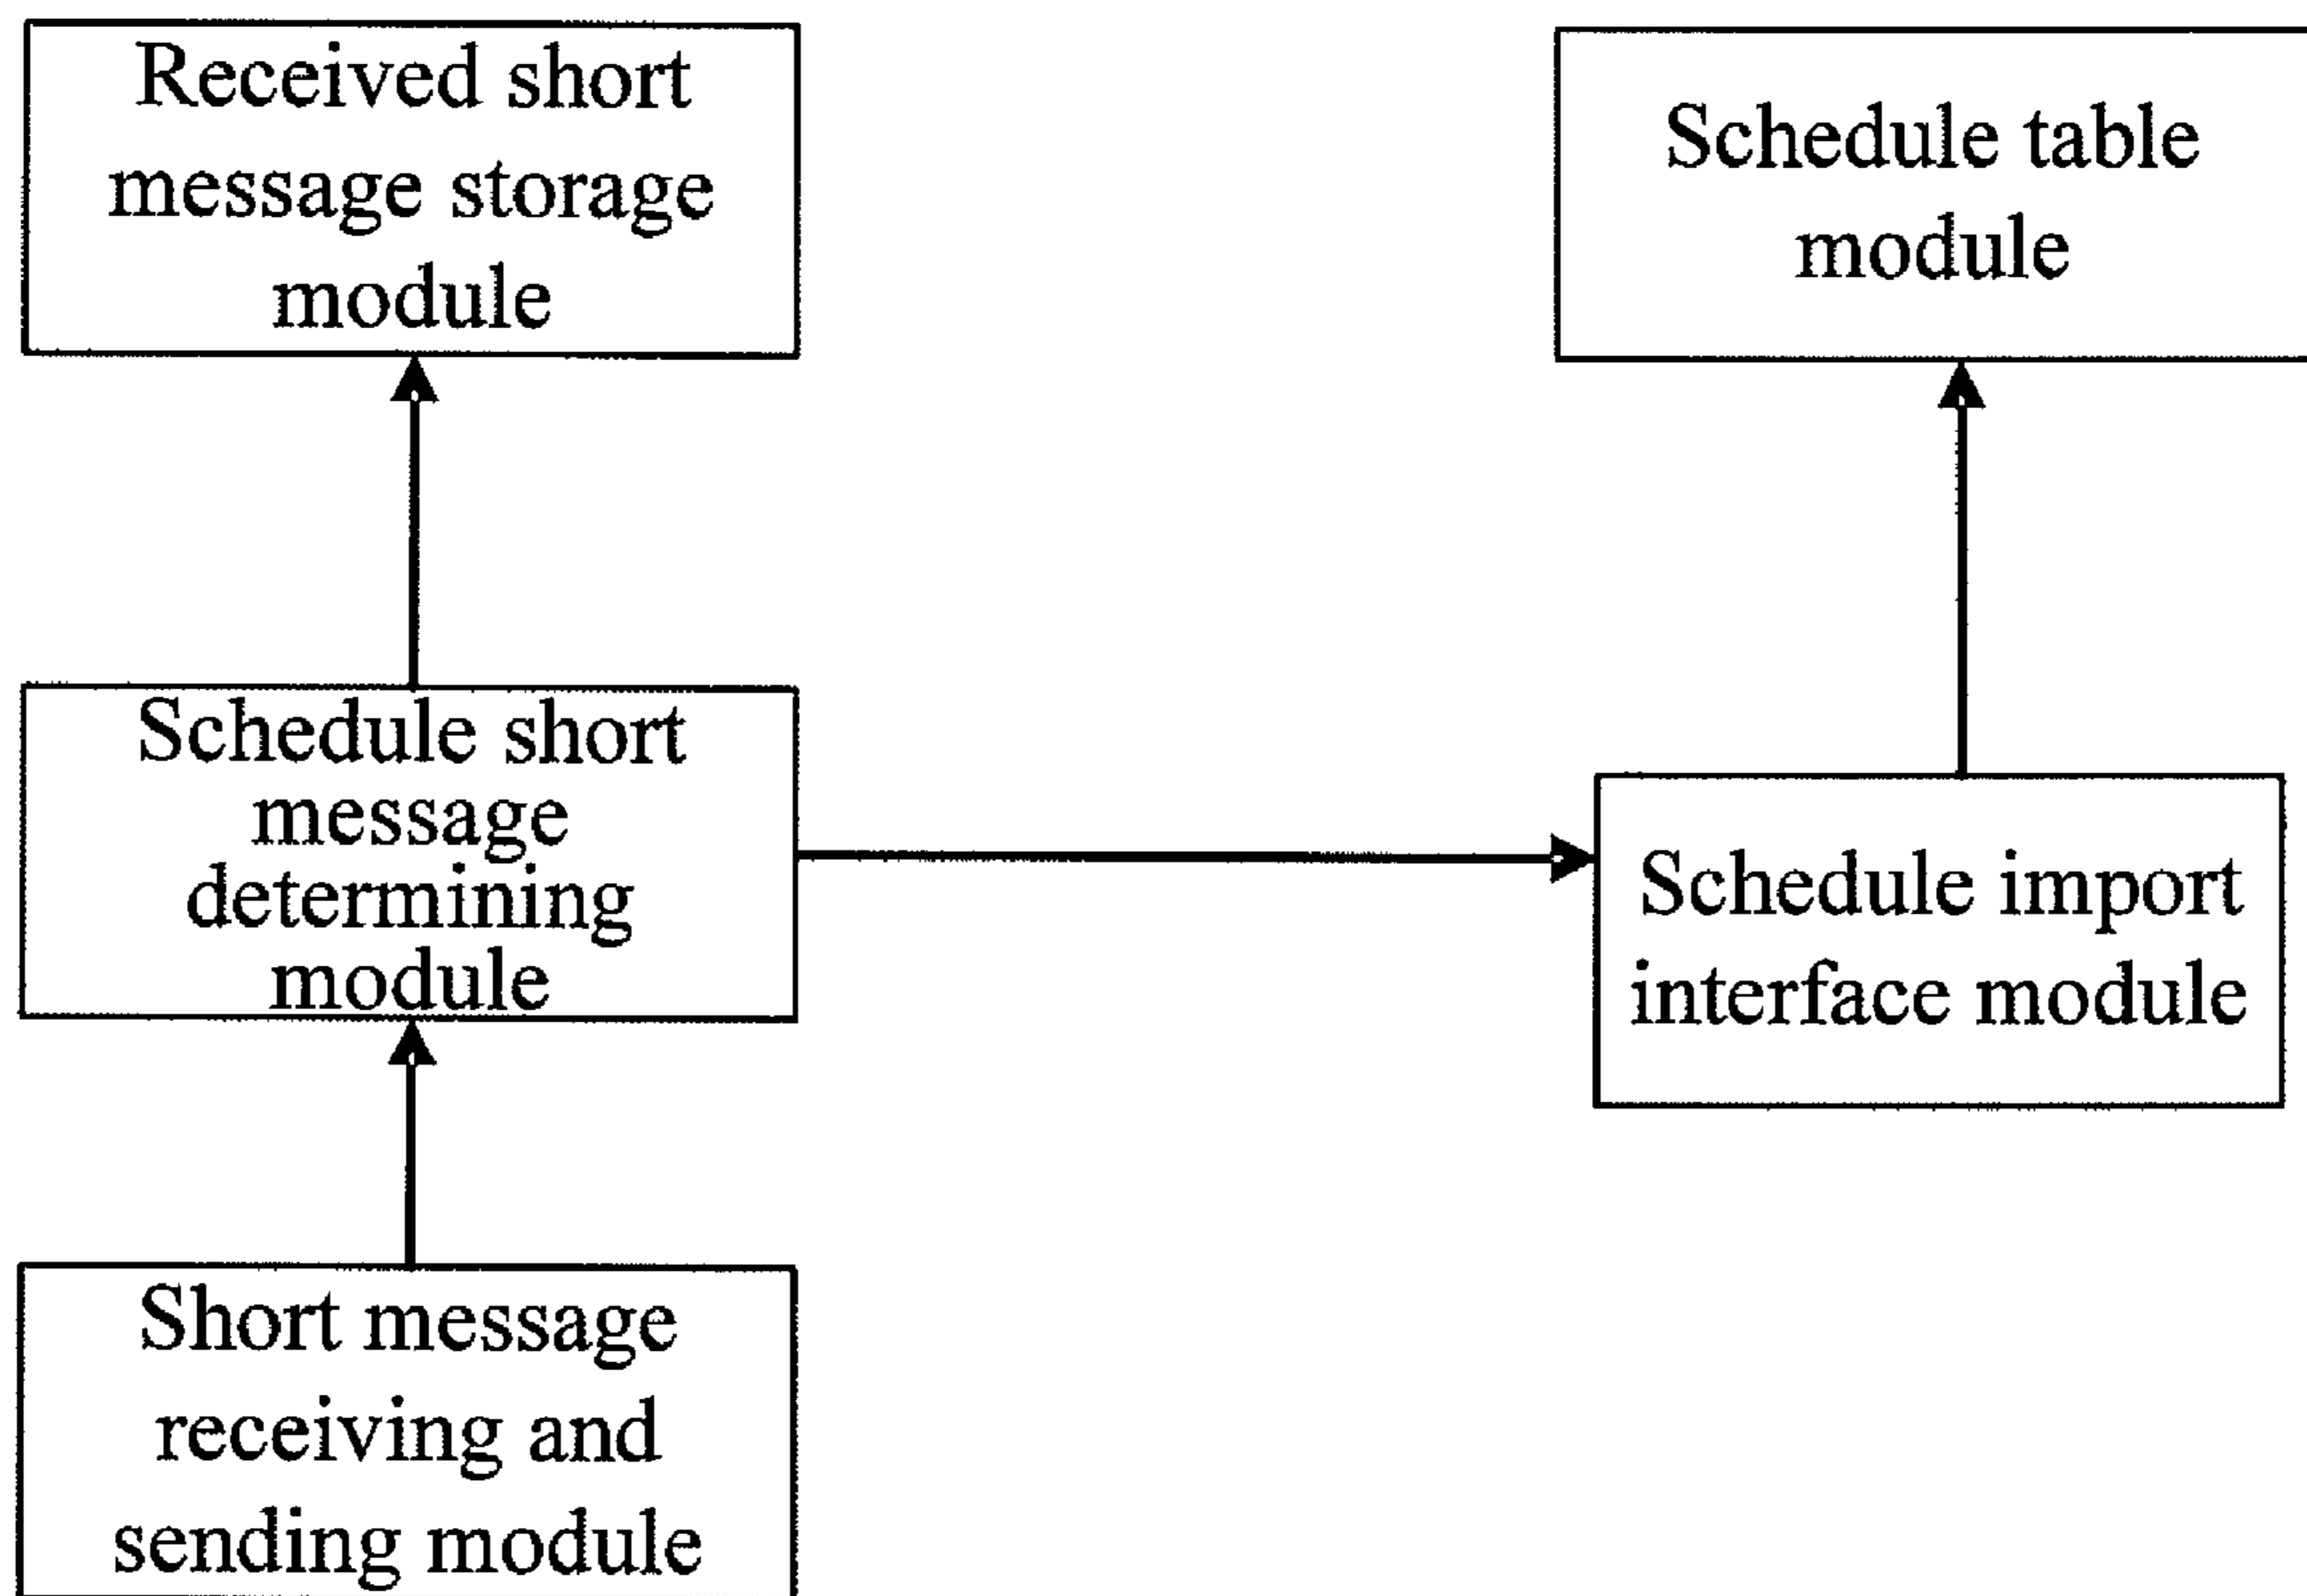 Received short
message storage
module
Schedule table
module
Schedule short
message
determining
module
Schedule import
interface module
Short message
receiving and
sending module